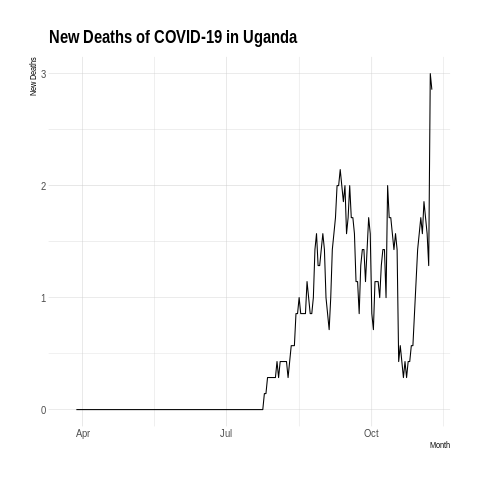 New Deaths of COVID-19 in Uganda
New Deaths
3
2
1
0
Apr Jul Oct
Month